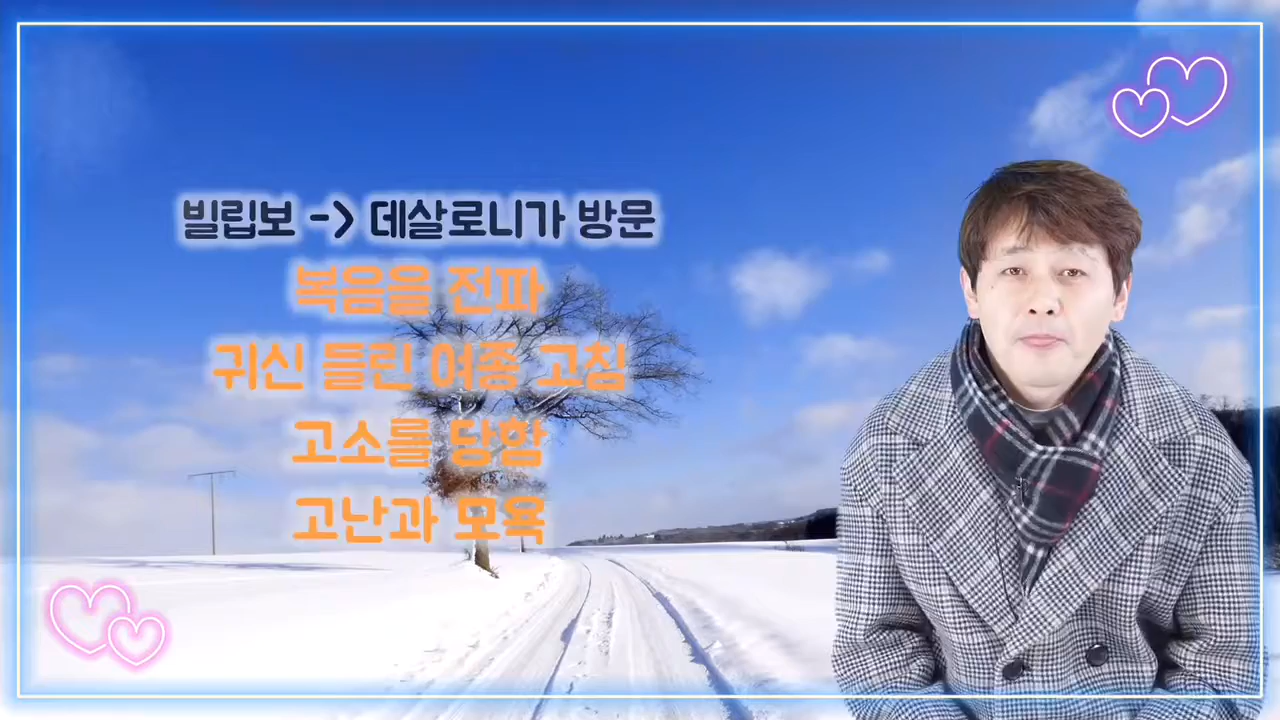 빌립보 -> 데살로니가 방문
복음을 전파
귀신 들린 여종 고침
고소를 당함
고난과 모욕